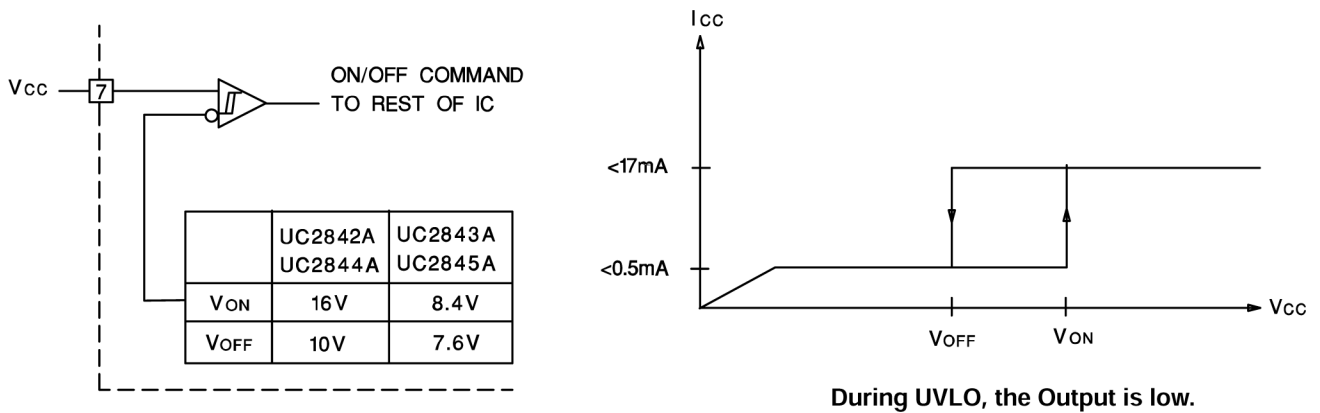 Vcc
7
ON/OFF COMMAND
TO REST OF IC
UC2842A UC2843A
UC2844A UC2845A
VON 16V 8.4V
VOFF 10V 7.6V
Icc
<17mA
<0.5mA
Vcc
VOFF VON
During UVLO, the Output is low.